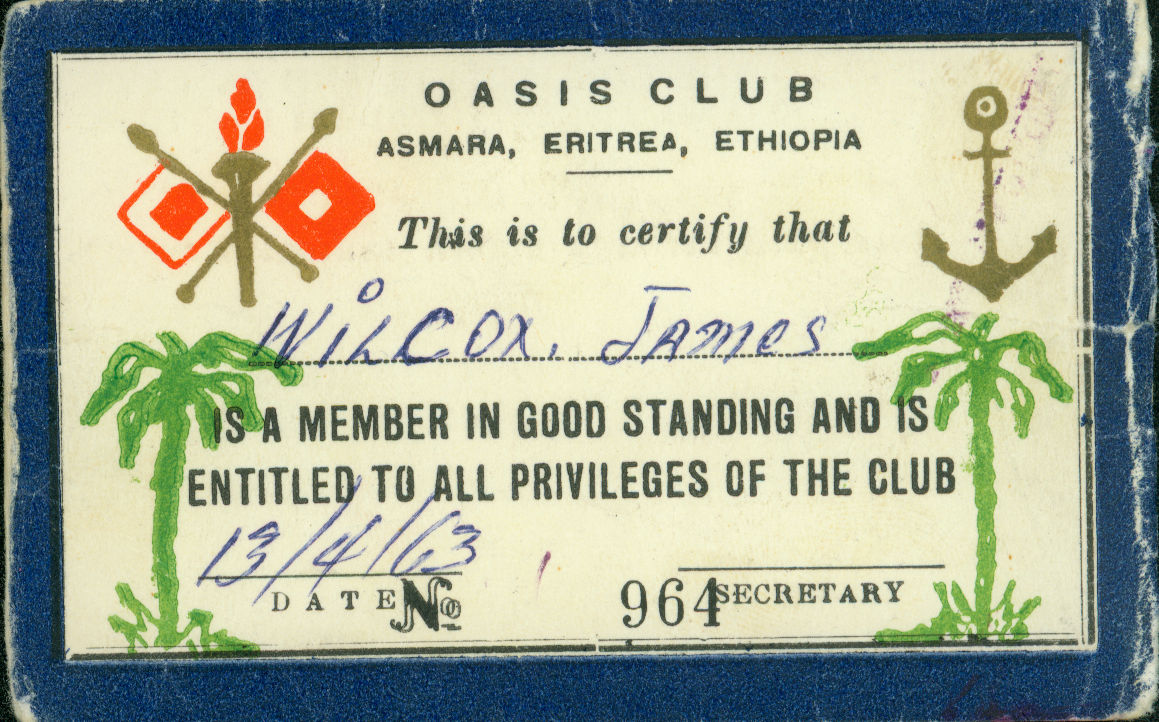 OASIS CLUB
ASMARA, ERITREA, ETHIOPIA
This is to certify that
Wilcox, James
IS A MEMBER IN GOOD STANDING AND IS
ENTITLED TO ALL PRIVILEGES OF THE CLUB
13/4/63
DATE SECRETARY
No 964